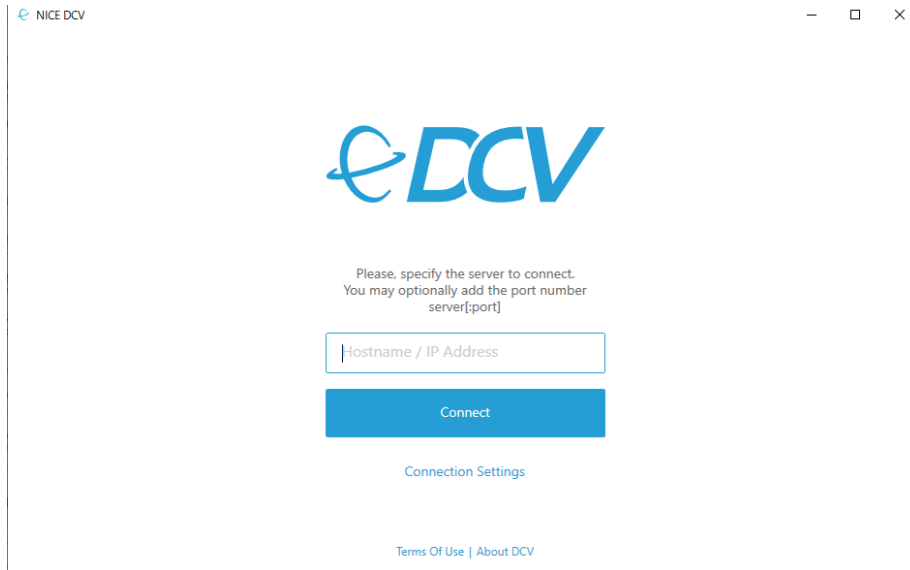 NICE DCV
DCV
Please, specify the server to connect.
You may optionally add the port number
server[:port]
Hostname / IP Address
Connect
Connection Settings
Terms Of Use | About DCV